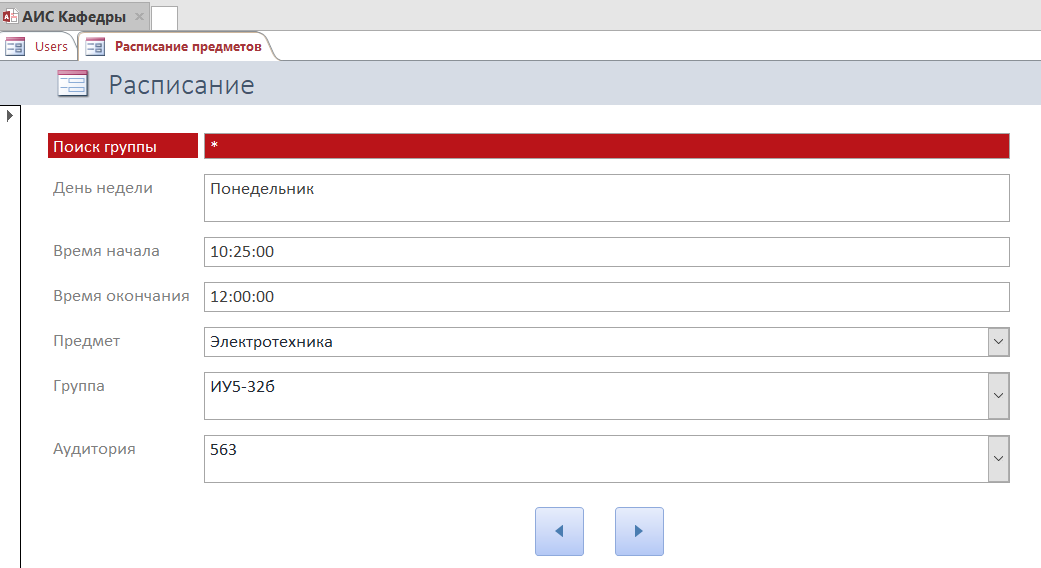 АИС Кафедры
Users
Расписание предметов
Расписание
Поиск группы *
День недели Понедельник
Время начала 10:25:00
Время окончания 12:00:00
Предмет Электротехника
Группа ИУ5-32б
Аудитория 563